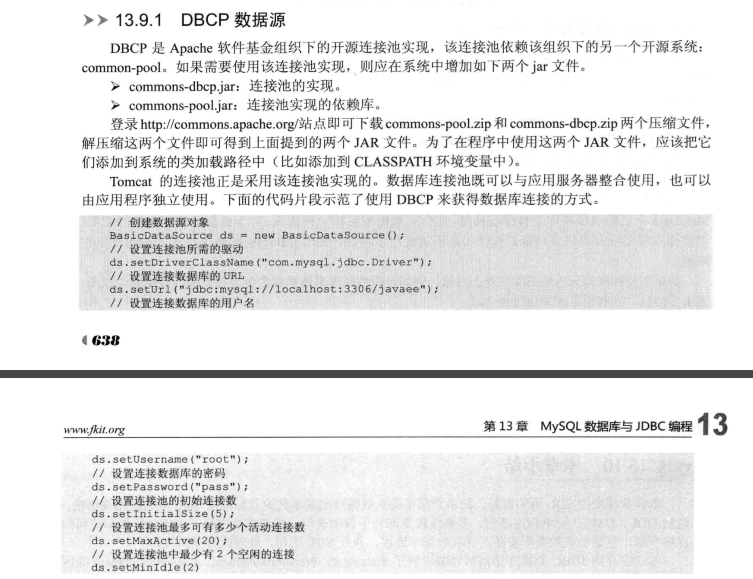 >> 13.9.1 DBCP 数据源
DBCP 是 Apache 软件基金组织下的开源连接池实现，该连接池依赖该组织下的另一个开源系统：
common-pool。如果需要使用该连接池实现，则应在系统中增加如下两个 jar 文件。
➢ commons-dbcp.jar：连接池的实现。
➢ commons-pool.jar：连接池实现的依赖库。
登录 http://commons.apache.org/站点即可下载 commons-pool.zip 和 commons-dbcp.zip 两个压缩文件，
解压缩这两个文件即可得到上面提到的两个 JAR 文件。为了在程序中使用这两个 JAR 文件，应该把它
们添加到系统的类加载路径中（比如添加到 CLASSPATH 环境变量中）。
Tomcat 的连接池正是采用该连接池实现的。数据库连接池既可以与应用服务器整合使用，也可以
由应用程序独立使用。下面的代码片段示范了使用 DBCP 来获得数据库连接的方式。
// 创建数据源对象
BasicDataSource ds = new BasicDataSource();
// 设置连接池所需的驱动
ds.setDriverClassName("com.mysql.jdbc.Driver");
// 设置连接数据库的 URL
ds.setUrl("jdbc:mysql://localhost:3306/javaee");
// 设置连接数据库的用户名
638
www.fkit.org 第 13 章 MySQL 数据库与 JDBC 编程 13
ds.setUsername("root");
// 设置连接数据库的密码
ds.setPassword("pass");
// 设置连接池的初始连接数
ds.setInitialSize(5);
// 设置连接池最多可有多少个活动连接数
ds.setMaxActive(20);
// 设置连接池中最少有 2 个空闲的连接
ds.setMinIdle(2)